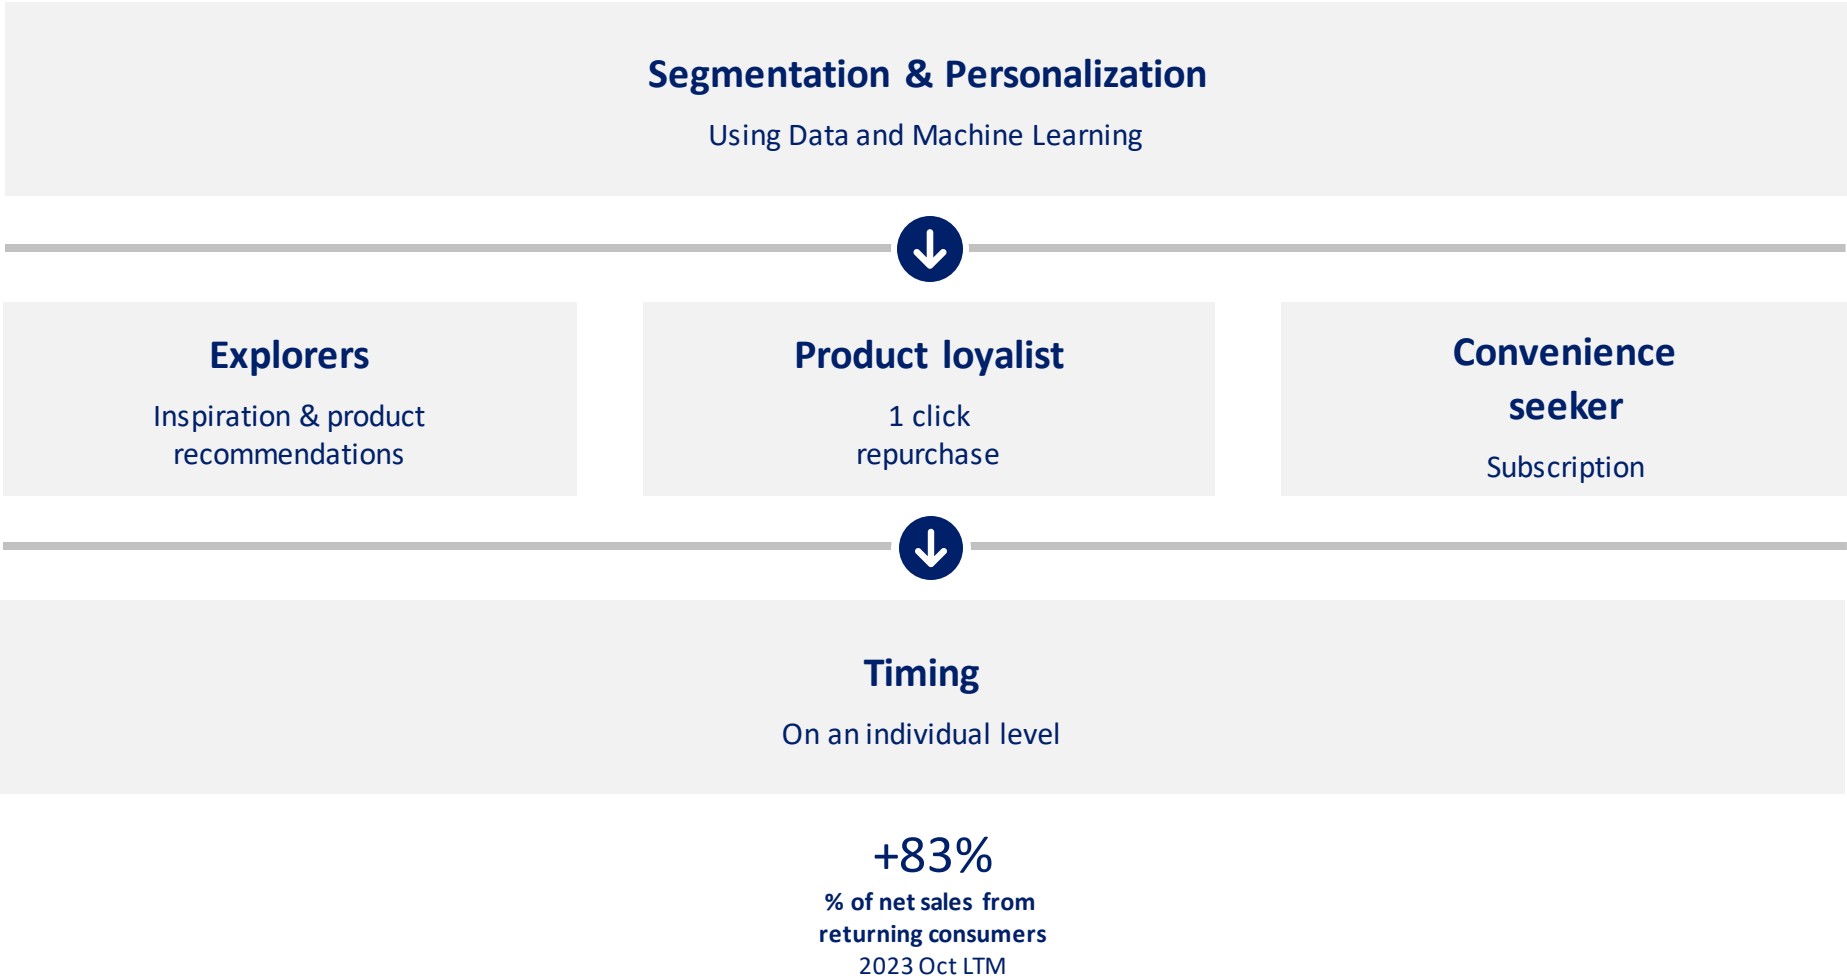 Segmentation & Personalization
Using Data and Machine Learning
Explorers
Inspiration & product
recommendations
Product loyalist
1 click
repurchase
Convenience
seeker
Subscription
Timing
On an individual level
+83%
% of net sales from
returning consumers
2023 Oct LTM